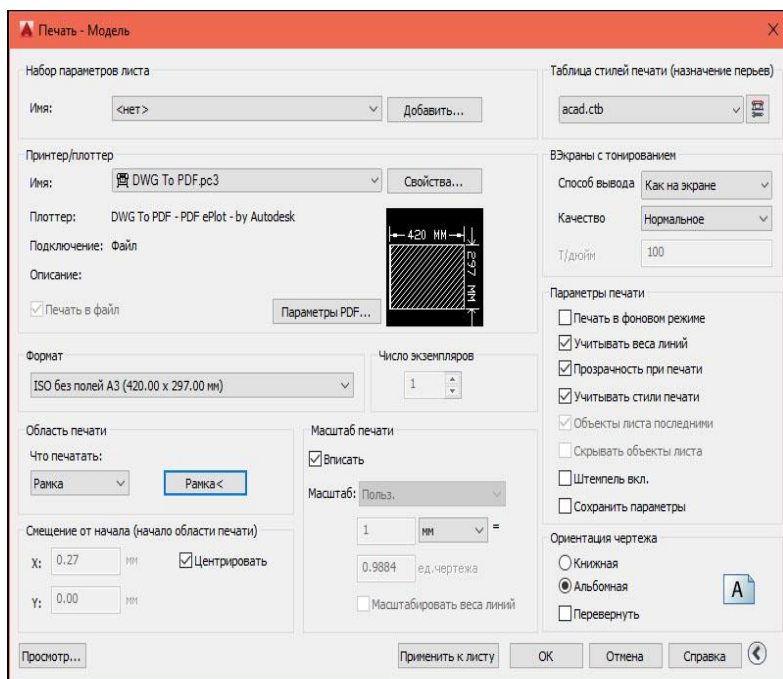 Печать - Модель
Набор параметров листа
Имя: <нет> Добавить...
Принтер/плоттер
Имя: DWG To PDF.pc3 Свойства...
Плоттер: DWG To PDF - PDF ePlot - by Autodesk
Подключение: Файл
Описание:
Печать в файл
Параметры PDF...
420 MM
297 MM
Формат
ISO без полей A3 (420.00 x 297.00 мм)
Число экземпляров
1
Область печати
Что печатать:
Рамка Рамка<
Масштаб печати
Вписать
Масштаб: Польз.
1 мм =
0.9884 ед.чертежа
Масштабировать веса линий
Смещение от начала (начало области печати)
X: 0.27 мм Центрировать
Y: 0.00 мм
Таблица стилей печати (назначение перьев)
acad.ctb
ВЭкраны с тонированием
Способ вывода Как на экране
Качество Нормальное
Т/дюйм 100
Параметры печати
Печать в фоновом режиме
Учитывать веса линий
Прозрачность при печати
Учитывать стили печати
Объекты листа последними
Скрывать объекты листа
Штемпель вкл.
Сохранить параметры
Ориентация чертежа
Книжная
Альбомная
Перевернуть
A
Просмотр... Применить к листу OK Отмена Справка